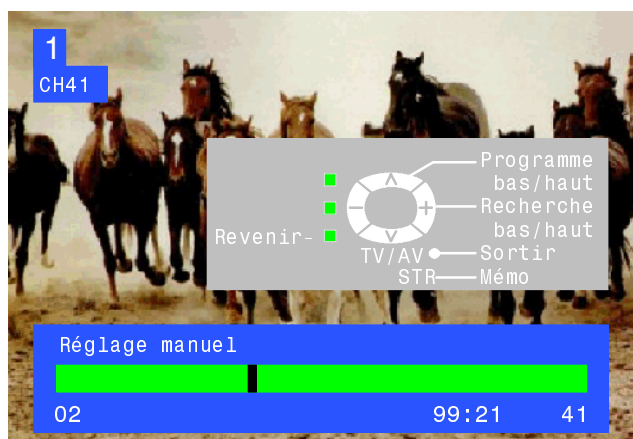 1
CH41
Programme
bas/haut
Recherche
bas/haut
Revenir-
TV/AV Sortir
STR Mémo
Réglage manuel
02 99:21 41